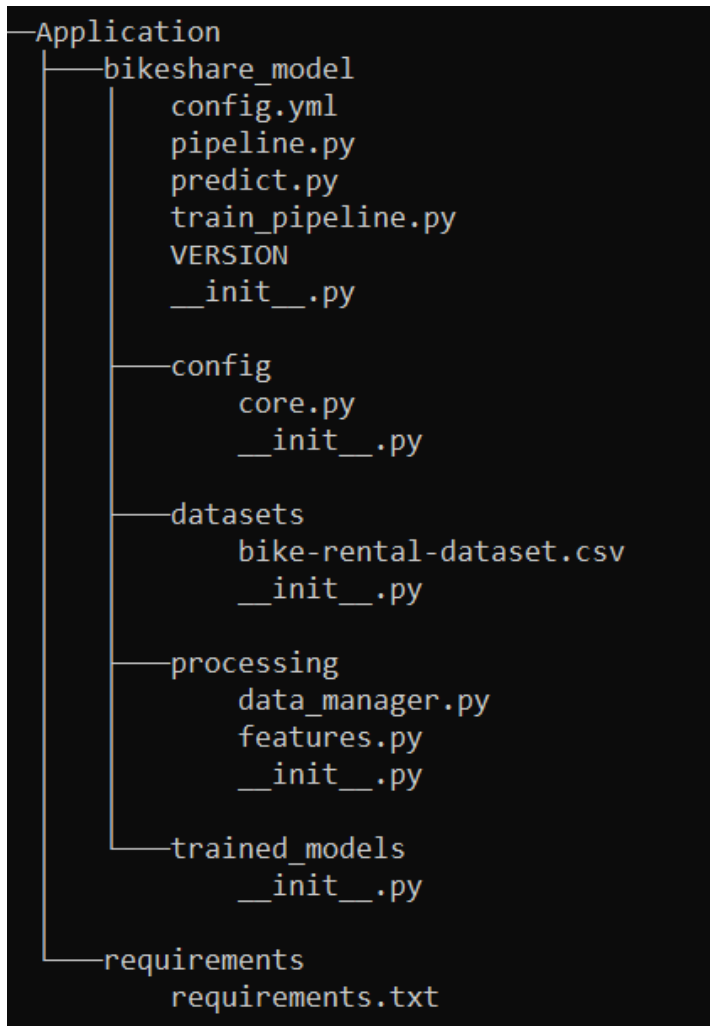 Application
bikeshare_model
config.yml
pipeline.py
predict.py
train_pipeline.py
VERSION
__init__.py
config
core.py
__init__.py
datasets
bike-rental-dataset.csv
__init__.py
processing
data_manager.py
features.py
__init__.py
trained_models
__init__.py
requirements
requirements.txt